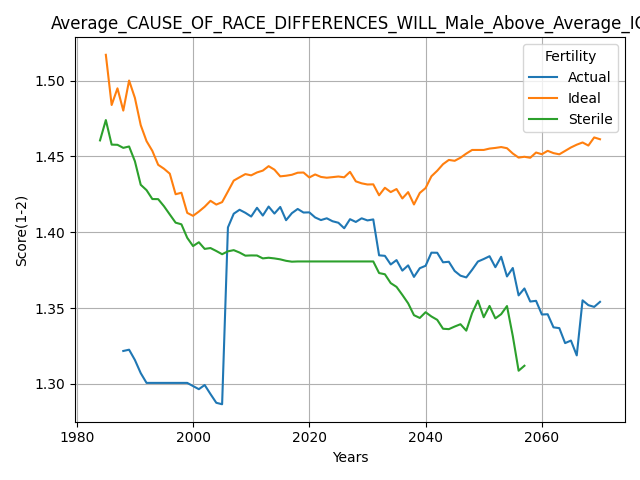 Average_CAUSE_OF_RACE_DIFFERENCES_WILL_Male_Above_Average_IQ
Fertility
Actual
Ideal
Sterile
Score(1-2)
1.50
1.45
1.40
1.35
1.30
1980
2000
2020
2040
2060
Years